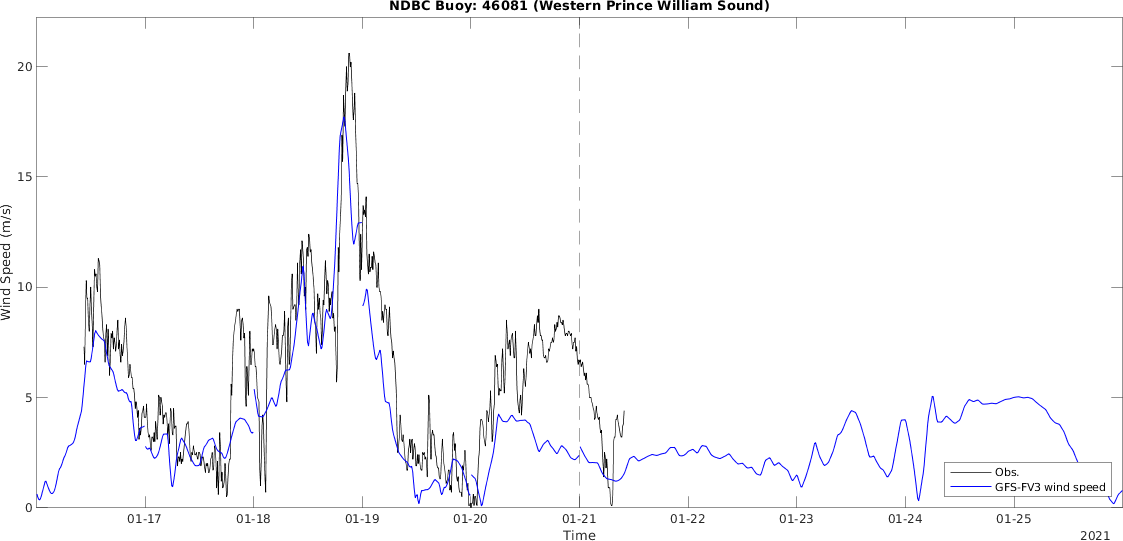 NDBC Buoy: 46081 (Western Prince William Sound)
Wind Speed (m/s)
20
15
10
5
0
01-17 01-18 01-19 01-20 01-21 01-22 01-23 01-24 01-25
Time
2021
Obs.
GFS-FV3 wind speed